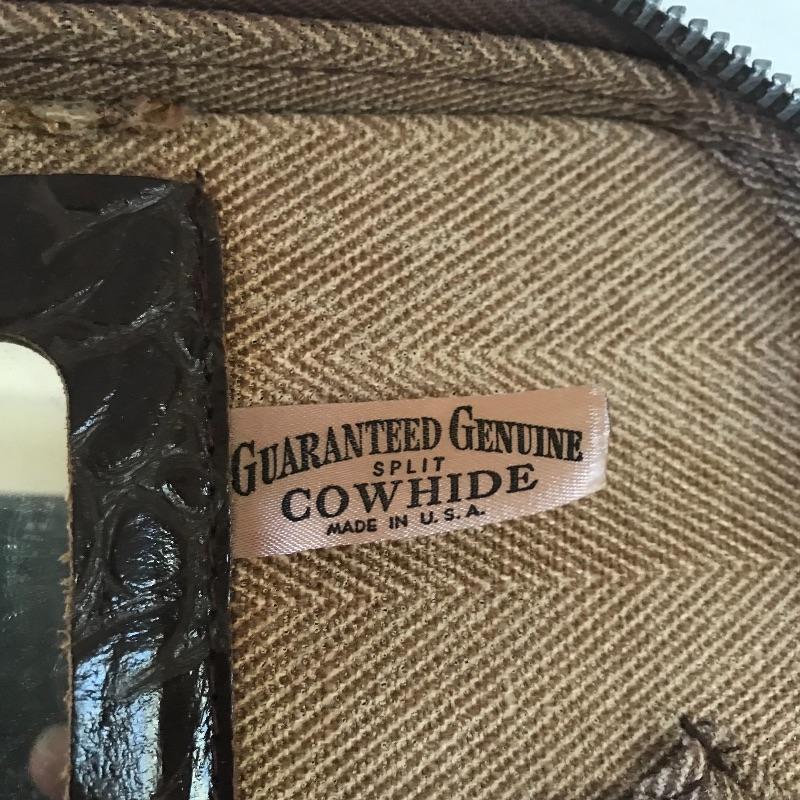 GUARANTEED GENUINE
SPLIT
COWHIDE
MADE IN U.S.A.